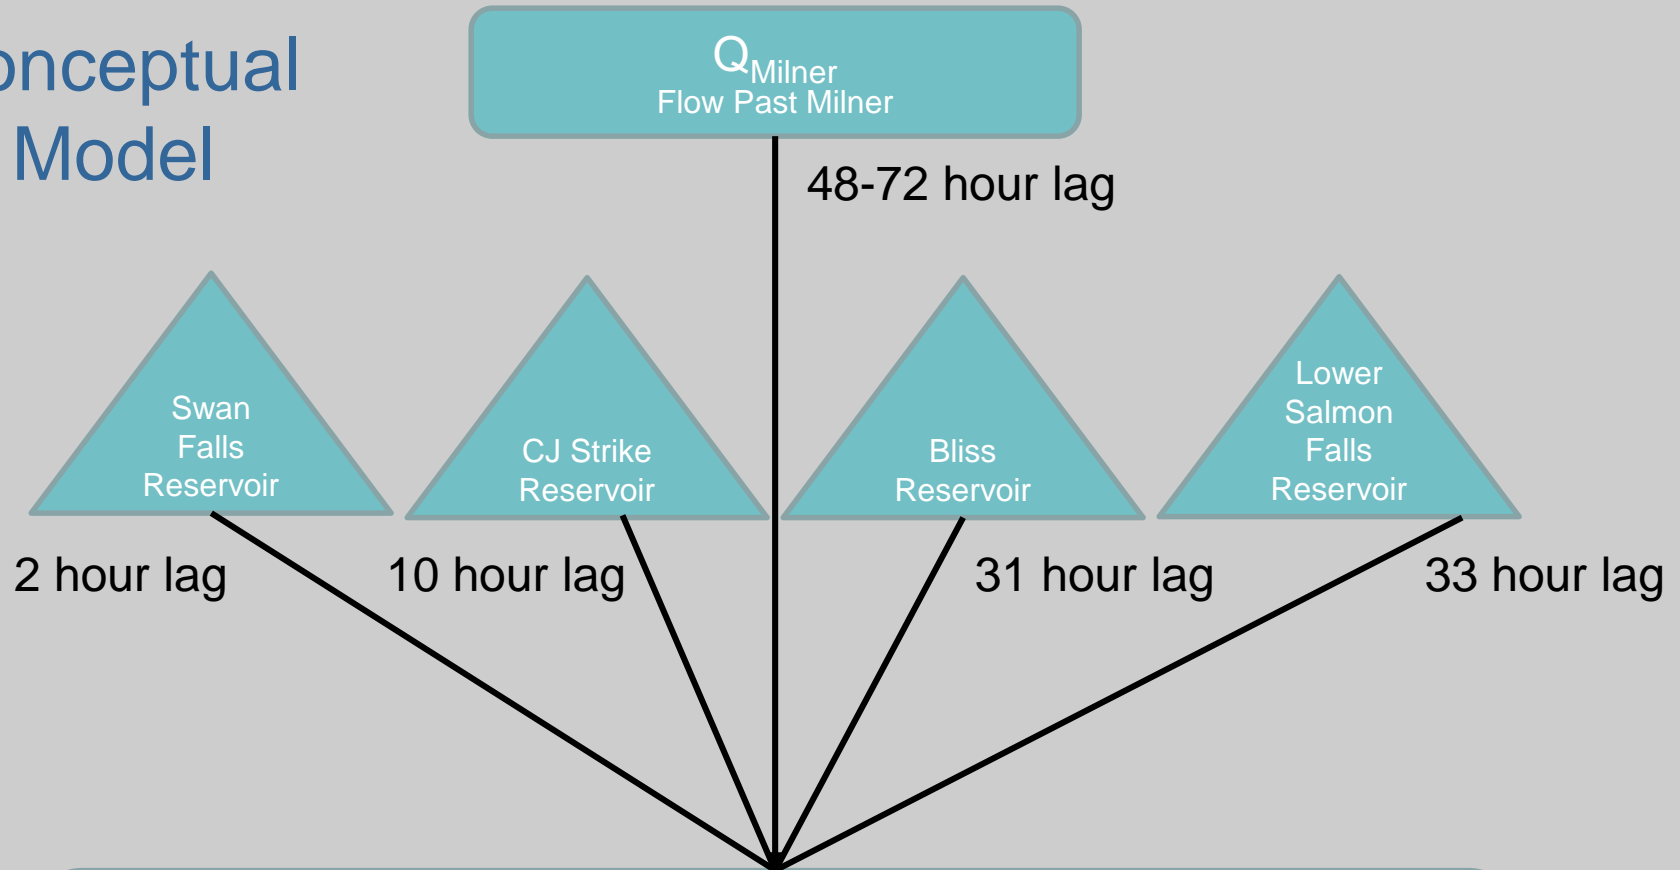 onceptual
Model
QMilner
Flow Past Milner
48-72 hour lag
Swan
Falls
Reservoir
CJ Strike
Reservoir
Bliss
Reservoir
Lower
Salmon
Falls
Reservoir
2 hour lag
10 hour lag
31 hour lag
33 hour lag